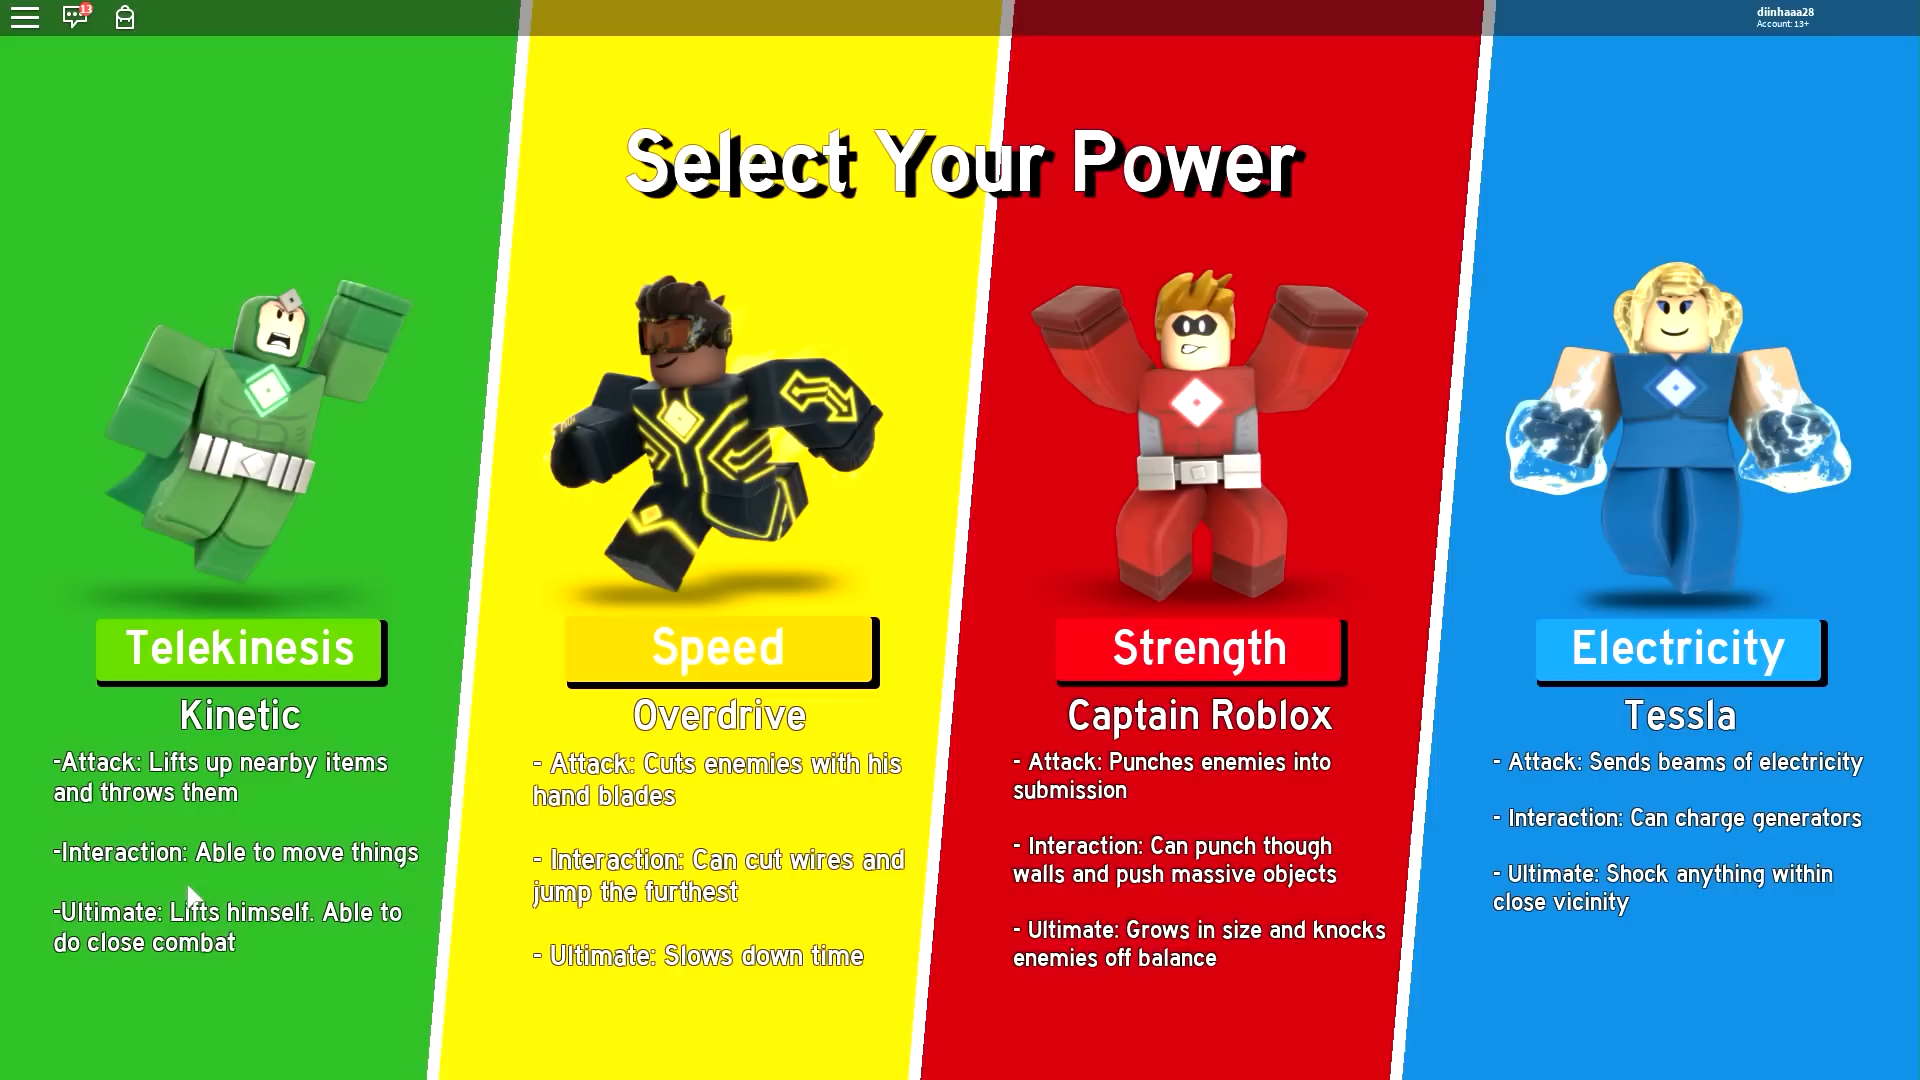 13
diinhaaa28
Account: 13+
Select Your Power
Telekinesis
Kinetic
-Attack: Lifts up nearby items
and throws them
-Interaction: Able to move things
-Ultimate: Lifts himself. Able to
do close combat
Speed
Overdrive
- Attack: Cuts enemies with his
hand blades
- Interaction: Can cut wires and
jump the furthest
- Ultimate: Slows down time
Strength
Captain Roblox
- Attack: Punches enemies into
submission
- Interaction: Can punch though
walls and push massive objects
- Ultimate: Grows in size and knocks
enemies off balance
Electricity
Tessla
- Attack: Sends beams of electricity
- Interaction: Can charge generators
- Ultimate: Shock anything within
close vicinity